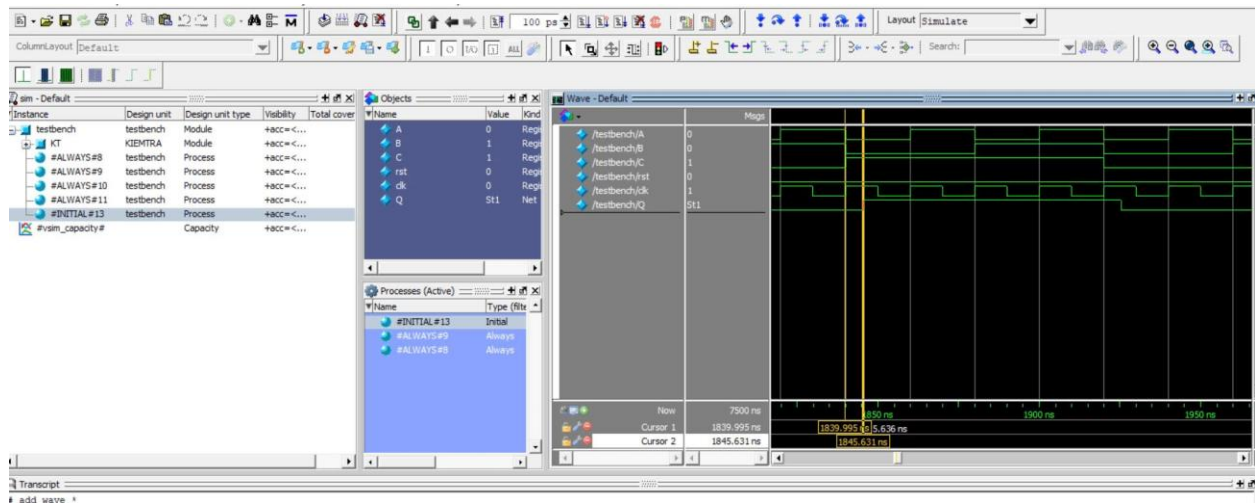 100 ps
Layout Simulate
ColumnLayout Default
Search:
sim - Default
Instance Design unit Design unit type Visibility Total cover
testbench testbench Module +acc=<...
KT KIEMTRA Module +acc=<...
#ALWAYS#8 testbench Process +acc=<...
#ALWAYS#9 testbench Process +acc=<...
#ALWAYS#10 testbench Process +acc=<...
#ALWAYS#11 testbench Process +acc=<...
#INITIAL#13 testbench Process +acc=<...
#vsim_capacity# Capacity +acc=<...
Objects
Name Value Kind
A 0 Regi
B 1 Regi
C 1 Regi
rst 0 Regi
clk 0 Regi
Q St1 Net
Processes (Active)
Name Type (filte
#INITIAL#13 Initial
#ALWAYS#9 Always
#ALWAYS#8 Always
Wave - Default
Msgs
/testbench/A 0
/testbench/B 0
/testbench/C 1
/testbench/rst 0
/testbench/clk 1
/testbench/Q St1
Now 7500 ns 1900 ns 1950 ns
Cursor 1 1839.995 ns 5.636 ns
Cursor 2 1845.631 ns 1845.631 ns
Transcript
# add wave *